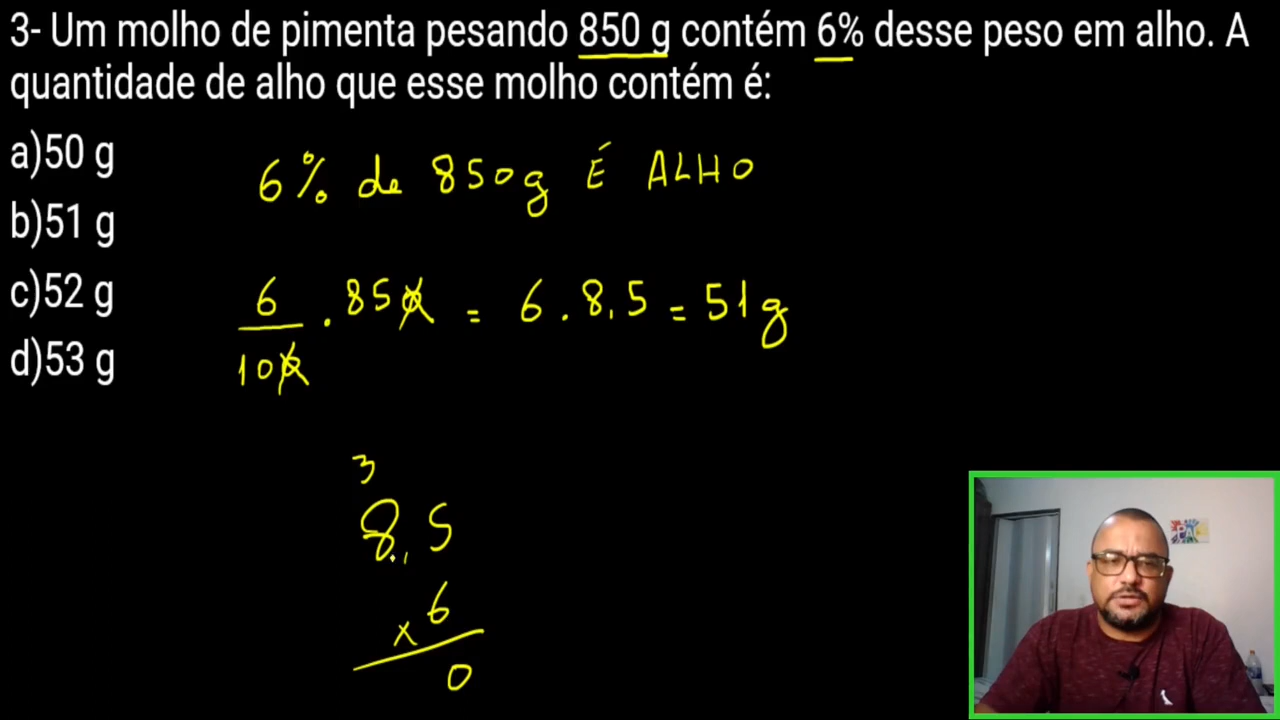 3- Um molho de pimenta pesando 850 g contém 6% desse peso em alho. A
quantidade de alho que esse molho contém é:
a)50 g
b)51 g
c)52 g
d)53 g
6% de 850g É ALHO
6/100 . 850 = 6 . 8,5 = 51g
3
8,5
x 6
0
PAZ